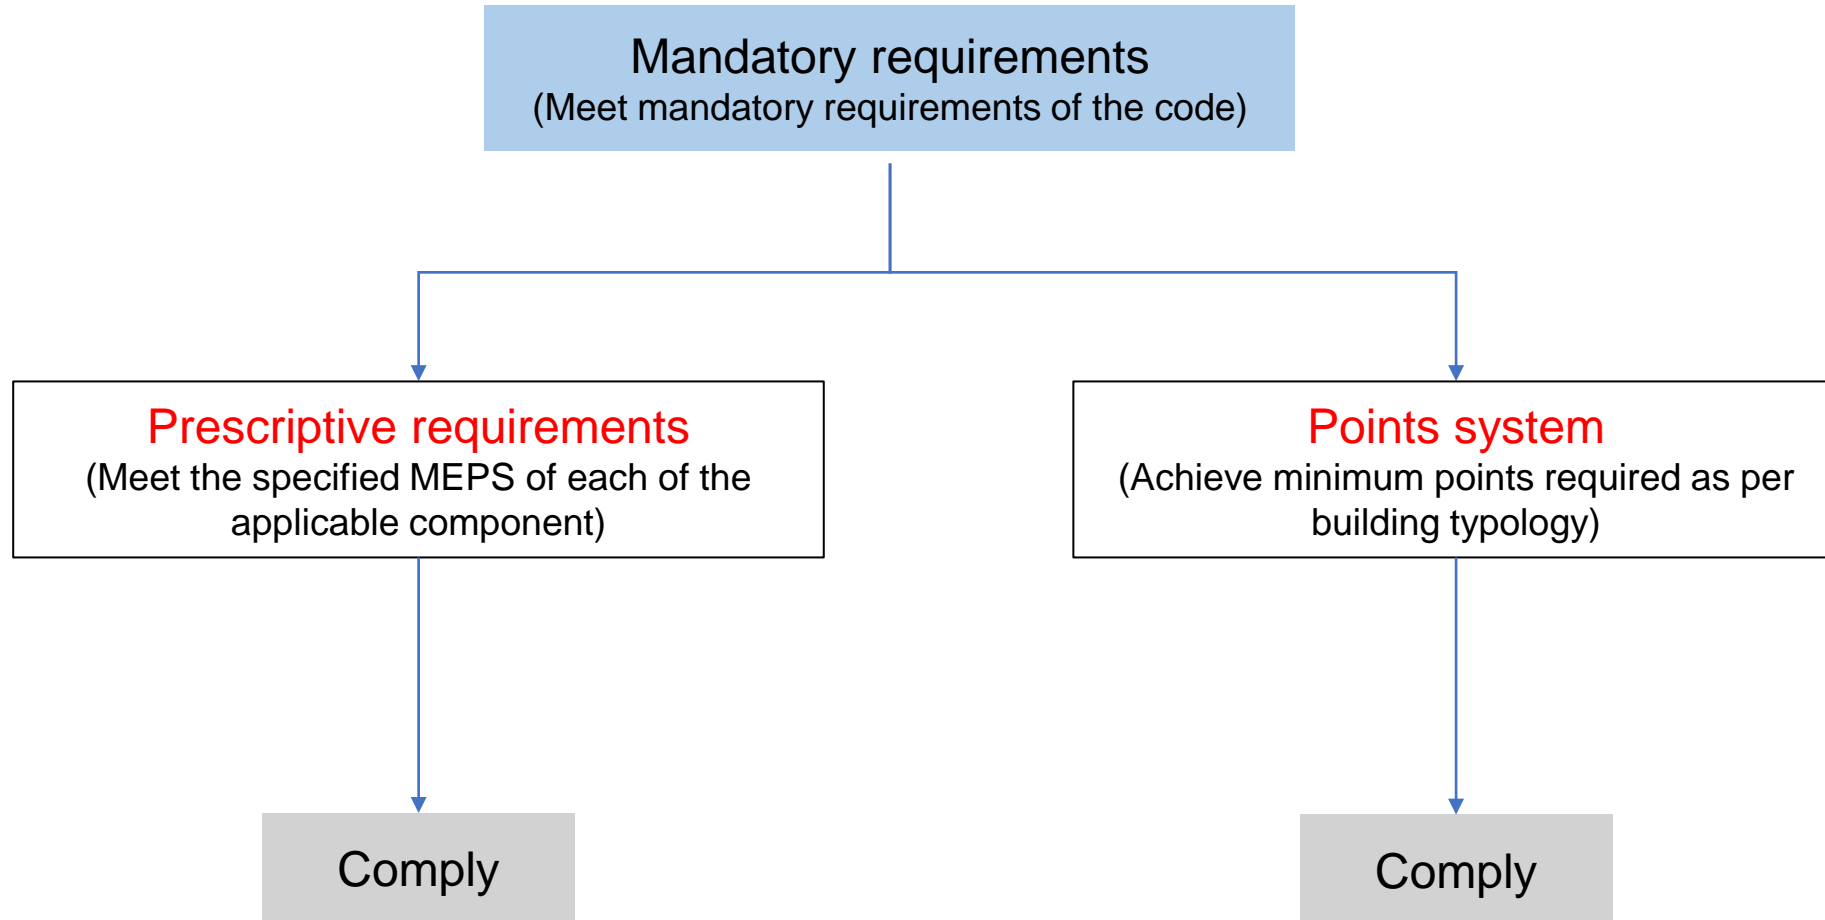 Mandatory requirements
(Meet mandatory requirements of the code)
Prescriptive requirements
(Meet the specified MEPS of each of the
applicable component)
Points system
(Achieve minimum points required as per
building typology)
Comply
Comply